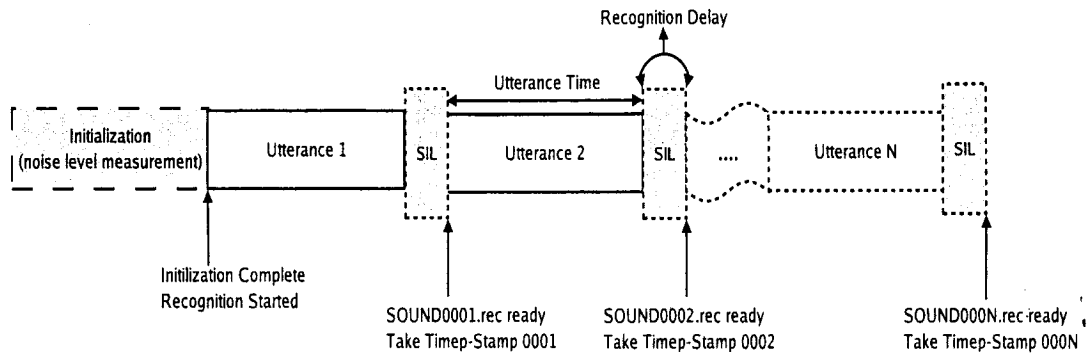 Recognition Delay
Utterance Time
Initialization
(noise level measurement)
Utterance 1
SIL
Utterance 2
SIL
....
Utterance N
SIL
Initilization Complete
Recognition Started
SOUND0001.rec ready
Take Timep-Stamp 0001
SOUND0002.rec ready
Take Timep-Stamp 0002
SOUND000N.rec ready
Take Timep-Stamp 000N